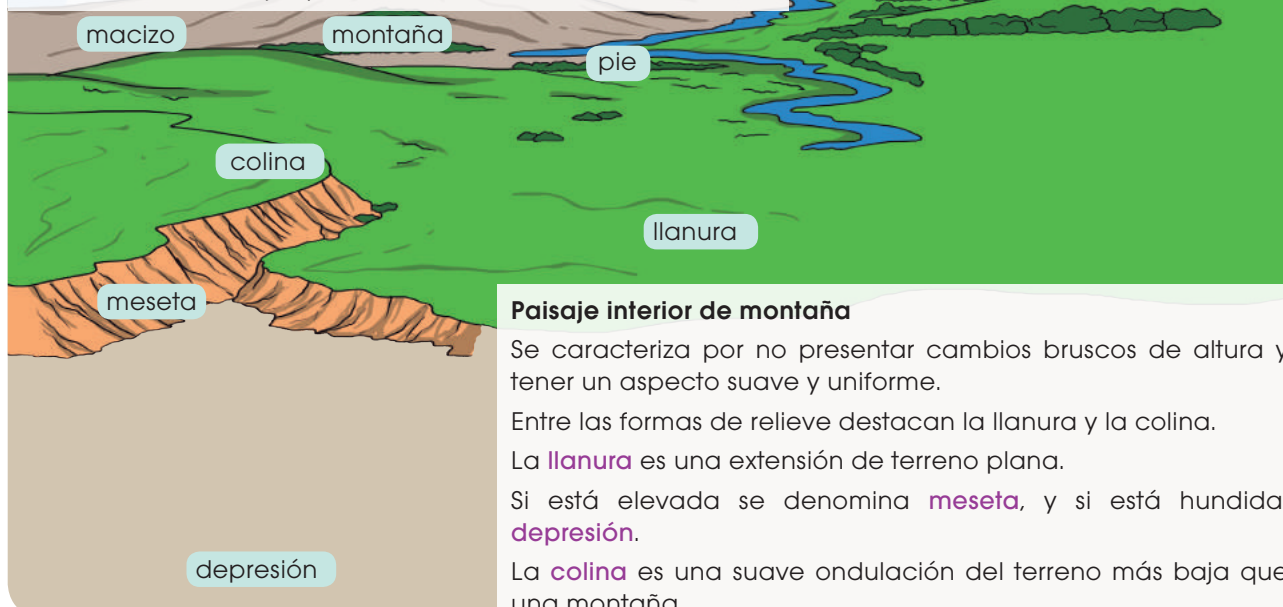 macizo
montaña
pie
colina
llanura
meseta
depresión
Paisaje interior de montaña
Se caracteriza por no presentar cambios bruscos de altura y
tener un aspecto suave y uniforme.
Entre las formas de relieve destacan la llanura y la colina.
La llanura es una extensión de terreno plana.
Si está elevada se denomina meseta, y si está hundida
depresión.
La colina es una suave ondulación del terreno más baja que
una montaña